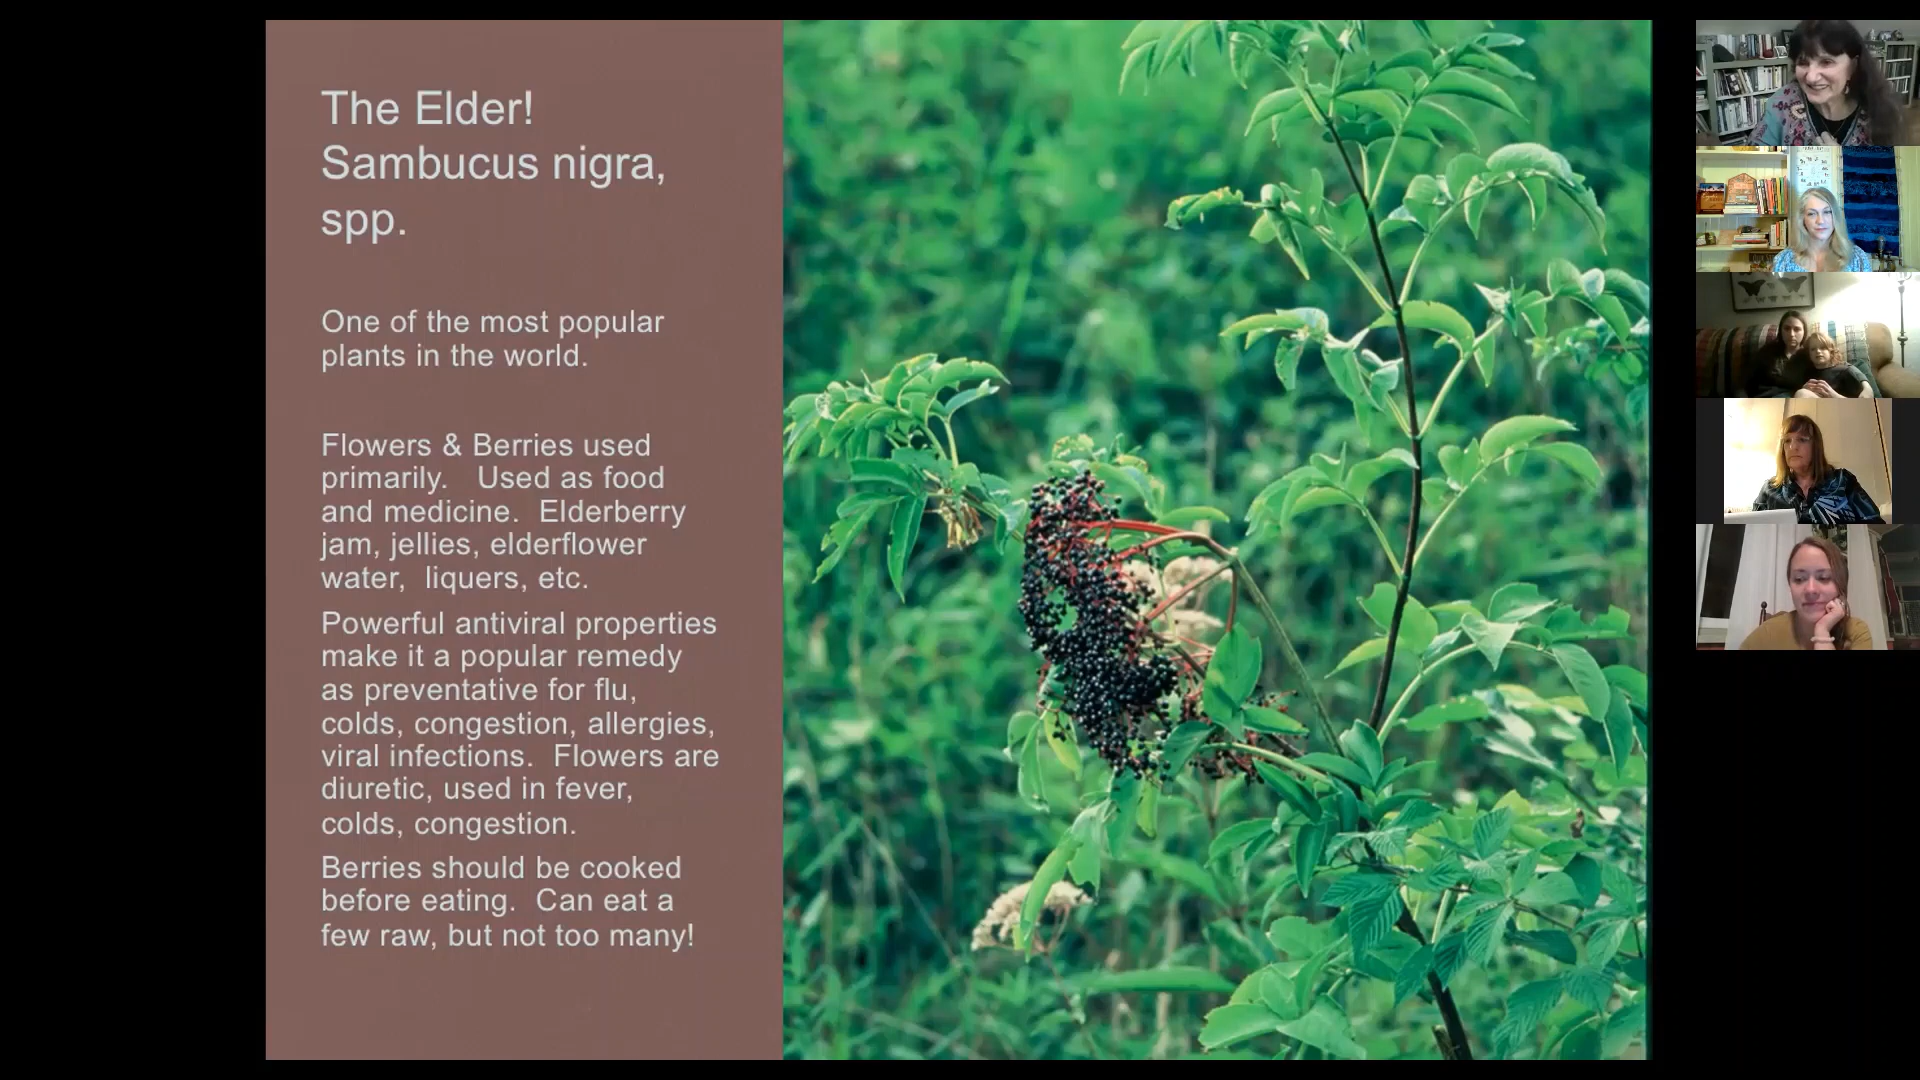 The Elder!
Sambucus nigra,
spp.
One of the most popular
plants in the world.
Flowers & Berries used
primarily.   Used as food
and medicine.  Elderberry
jam, jellies, elderflower
water,  liquers, etc.
Powerful antiviral properties
make it a popular remedy
as preventative for flu,
colds, congestion, allergies,
viral infections.  Flowers are
diuretic, used in fever,
colds, congestion.
Berries should be cooked
before eating.  Can eat a
few raw, but not too many!